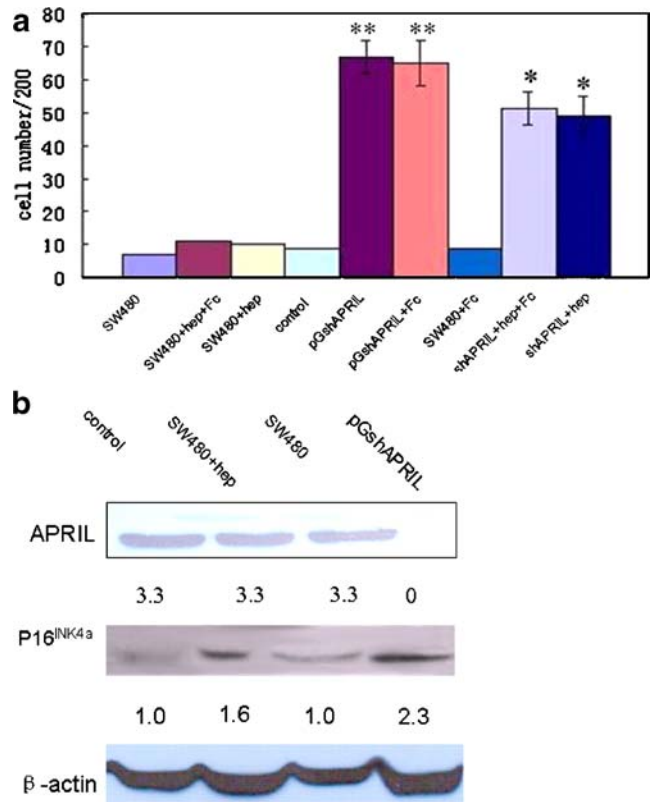 a
80
70
60
50
40
30
20
10
0
cell number/200
** **
* *
SW480
SW480+hep+Fc
SW480+hep
control
pGshAPRIL
pGshAPRIL+Fc
SW480+Fc
shAPRIL+hep+Fc
shAPRIL+hep
b
control SW480+hep SW480 pGshAPRIL
APRIL
3.3 3.3 3.3 0
P16INK4a
1.0 1.6 1.0 2.3
β-actin